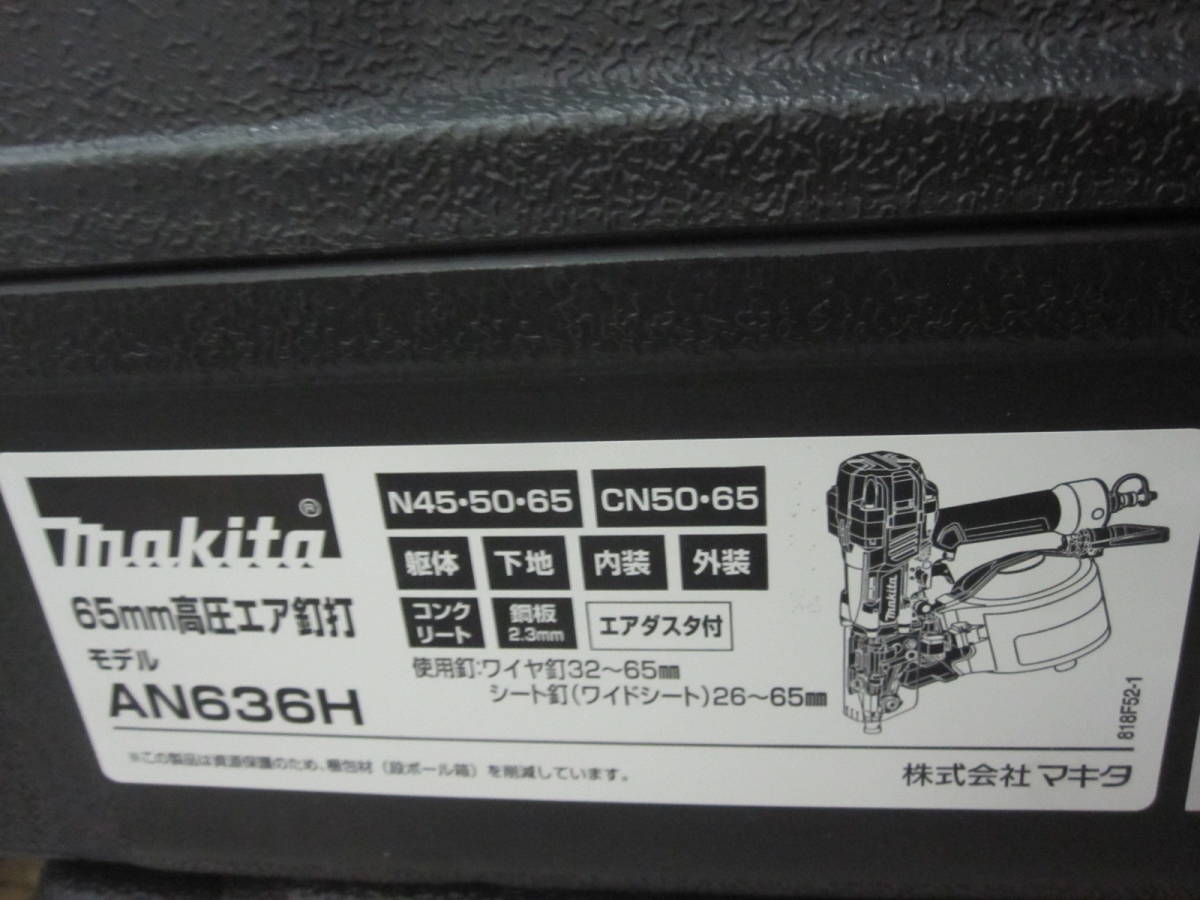 makita®
65mm高圧エア釘打
モデル
AN636H
N45・50・65
CN50・65
躯体
下地
内装
外装
コンク
リート
鋼板
2.3mm
エアダスタ付
使用釘:ワイヤ釘32〜65㎜
シート釘(ワイドシート)26〜65㎜
makita
818F52-1
※この製品は資源保護のため、梱包材(段ボール箱)を削減しています。
株式会社マキタ